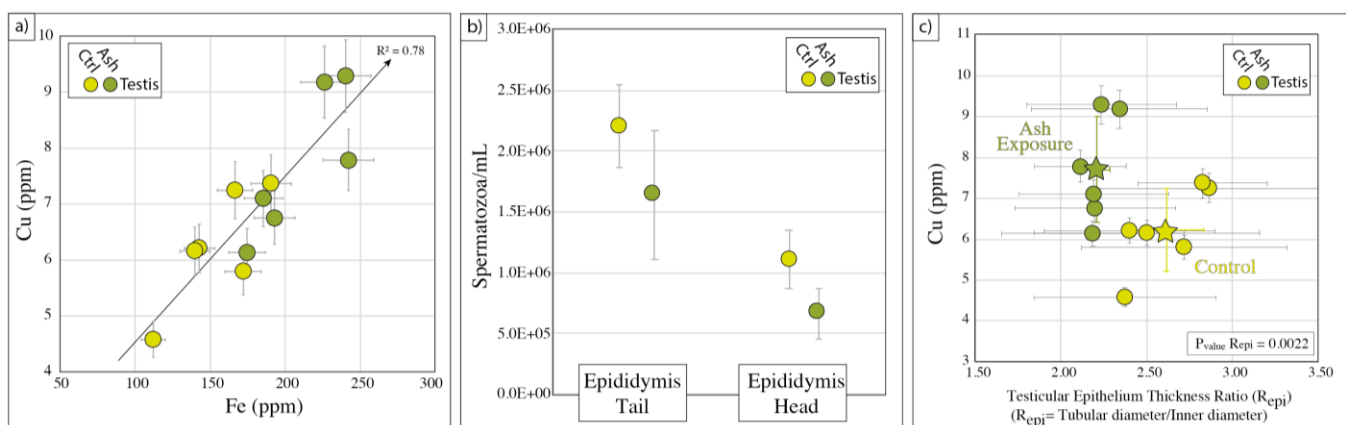 a)
Ctrl
Ash
Testis
R² = 0.78
Cu (ppm)
10
9
8
7
6
5
4
50
100
150
200
250
300
Fe (ppm)
b)
Ctrl
Ash
Testis
Spermatozoa/mL
3.0E+06
2.5E+06
2.0E+06
1.5E+06
1.0E+06
5.0E+05
0.0E+00
Epididymis
Tail
Epididymis
Head
c)
Ctrl
Ash
Testis
Cu (ppm)
11
10
9
8
7
6
5
4
3
Ash
Exposure
Control
Pvalue Repi = 0.0022
1.50
2.00
2.50
3.00
3.50
Testicular Epithelium Thickness Ratio (Repi)
(Repi= Tubular diameter/Inner diameter)